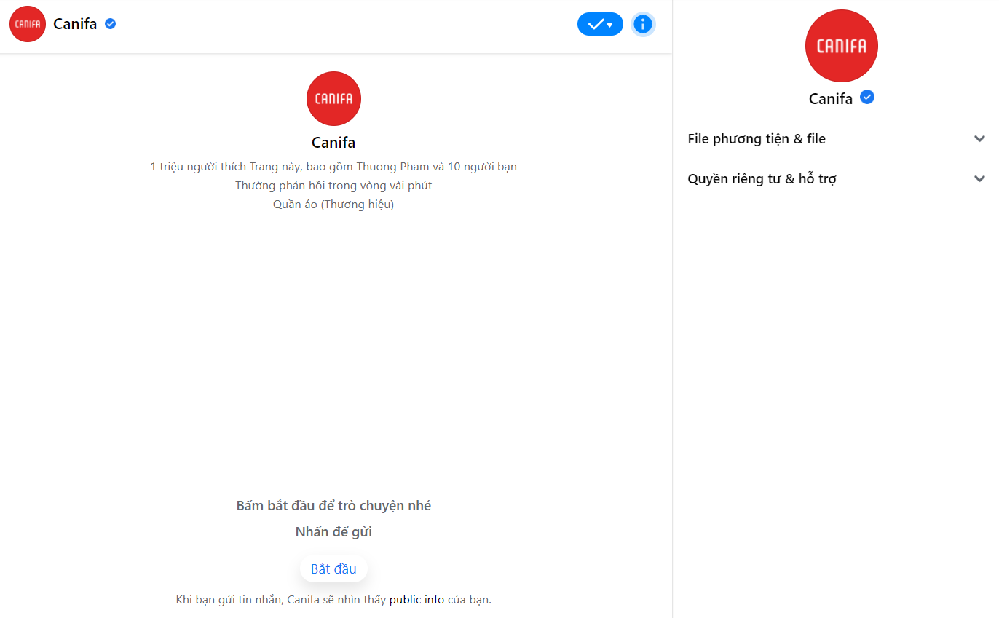 CANIFA
Canifa
CANIFA
Canifa
1 triệu người thích Trang này, bao gồm Thuong Pham và 10 người bạn
Thường phản hồi trong vòng vài phút
Quần áo (Thương hiệu)
Bấm bắt đầu để trò chuyện nhé
Nhấn để gửi
Bắt đầu
Khi bạn gửi tin nhắn, Canifa sẽ nhìn thấy public info của bạn.
CANIFA
Canifa
File phương tiện & file
Quyền riêng tư & hỗ trợ